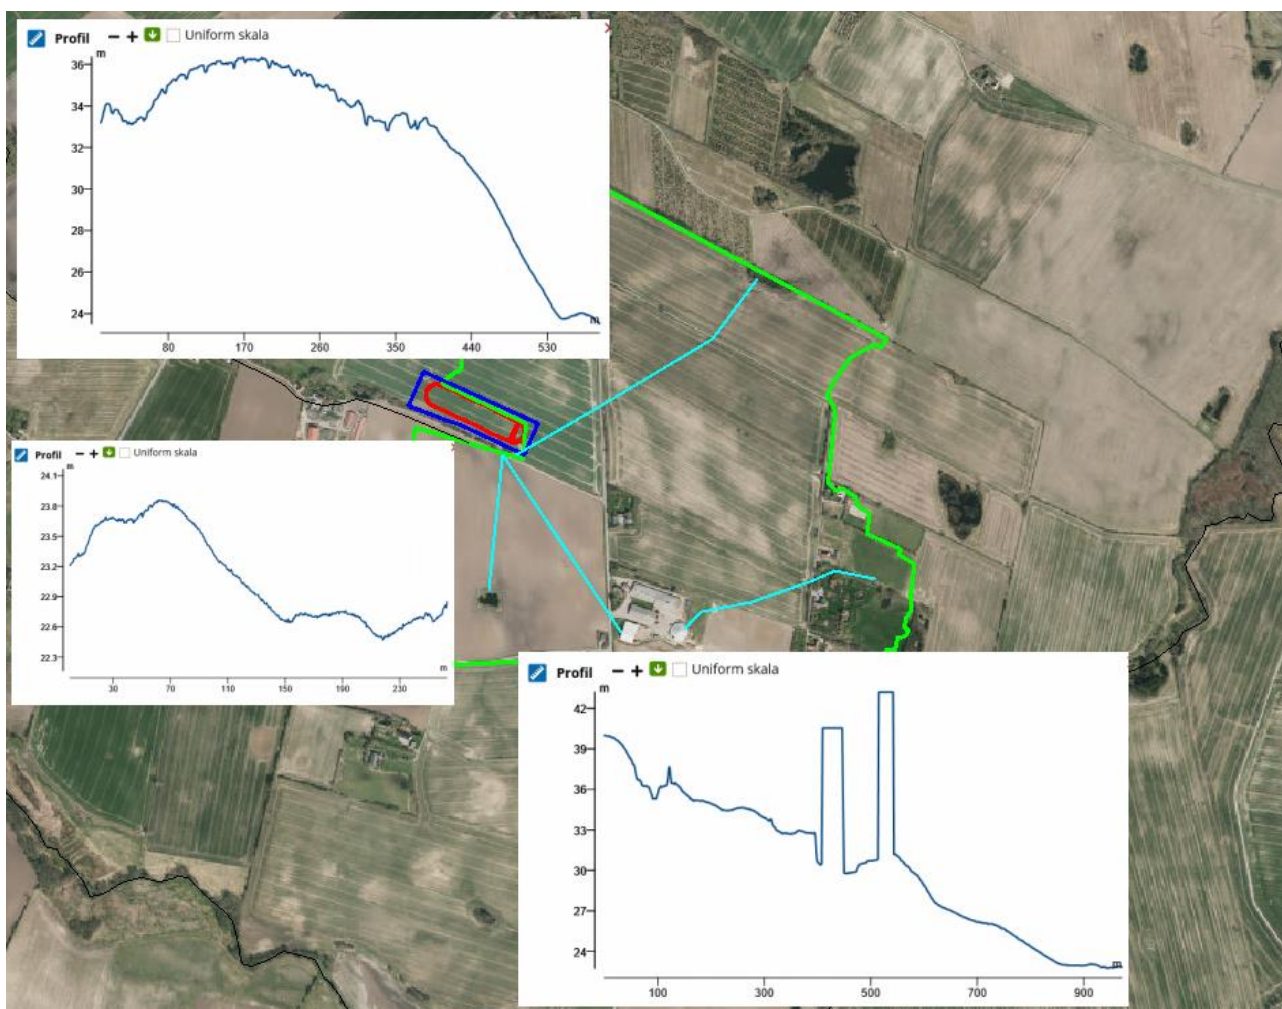 Profil − + Uniform skala
m
36
34
32
30
28
26
24
m
80 170 260 350 440 530
Profil − + Uniform skala
m
24.1
23.8
23.5
23.2
22.9
22.6
22.3
m
30 70 110 150 190 230
Profil − + Uniform skala
m
42
39
36
33
30
27
24
m
100 300 500 700 900